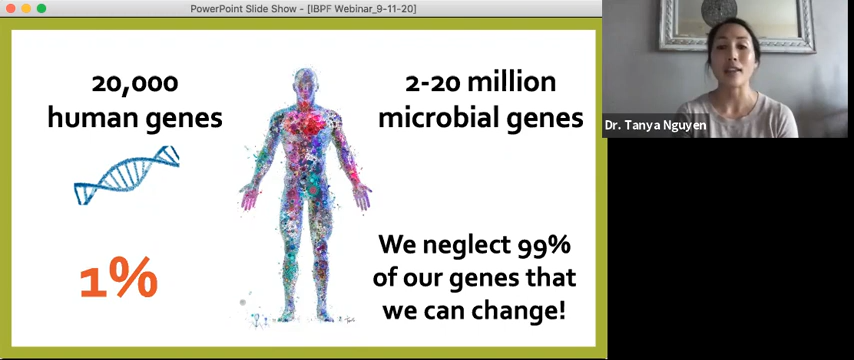 PowerPoint Slide Show - [IBPF Webinar_9-11-20]
20,000
human genes
2-20 million
microbial genes
1%
We neglect 99%
of our genes that
we can change!
Dr. Tanya Nguyen